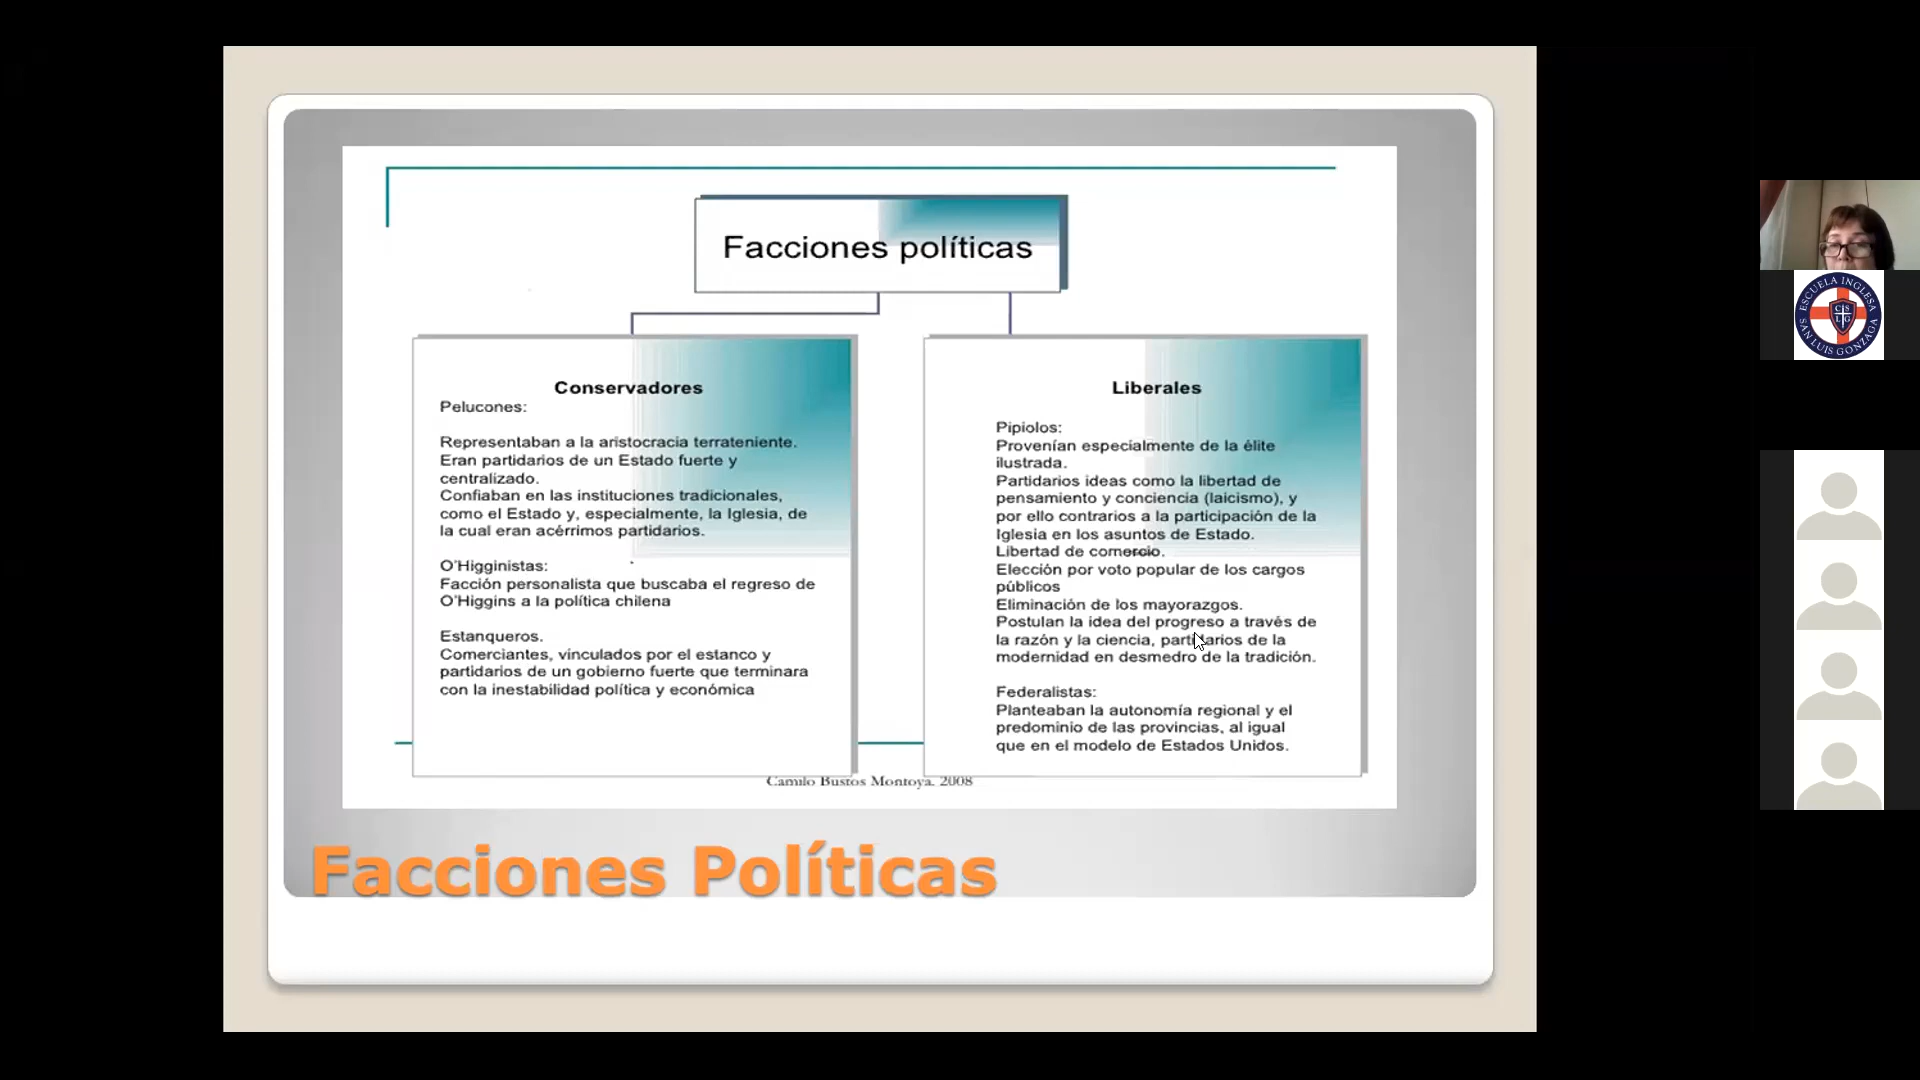 Facciones políticas
Conservadores
Pelucones:
Representaban a la aristocracia terrateniente.
Eran partidarios de un Estado fuerte y
centralizado.
Confiaban en las instituciones tradicionales,
como el Estado y, especialmente, la Iglesia, de
la cual eran acérrimos partidarios.
O'Higginistas:
Facción personalista que buscaba el regreso de
O'Higgins a la política chilena
Estanqueros.
Comerciantes, vinculados por el estanco y
partidarios de un gobierno fuerte que terminara
con la inestabilidad política y económica
Liberales
Pipiolos:
Provenían especialmente de la élite
ilustrada.
Partidarios ideas como la libertad de
pensamiento y conciencia (laicismo), y
por ello contrarios a la participación de la
Iglesia en los asuntos de Estado.
Libertad de comercio.
Elección por voto popular de los cargos
públicos
Eliminación de los mayorazgos.
Postulan la idea del progreso a través de
la razón y la ciencia, partidarios de la
modernidad en desmedro de la tradición.
Federalistas:
Planteaban la autonomía regional y el
predominio de las provincias, al igual
que en el modelo de Estados Unidos.
Camilo Bustos Montoya. 2008
Facciones Políticas
ESCUELA INGLESA
SAN LUIS GONZAGA
CS
LG